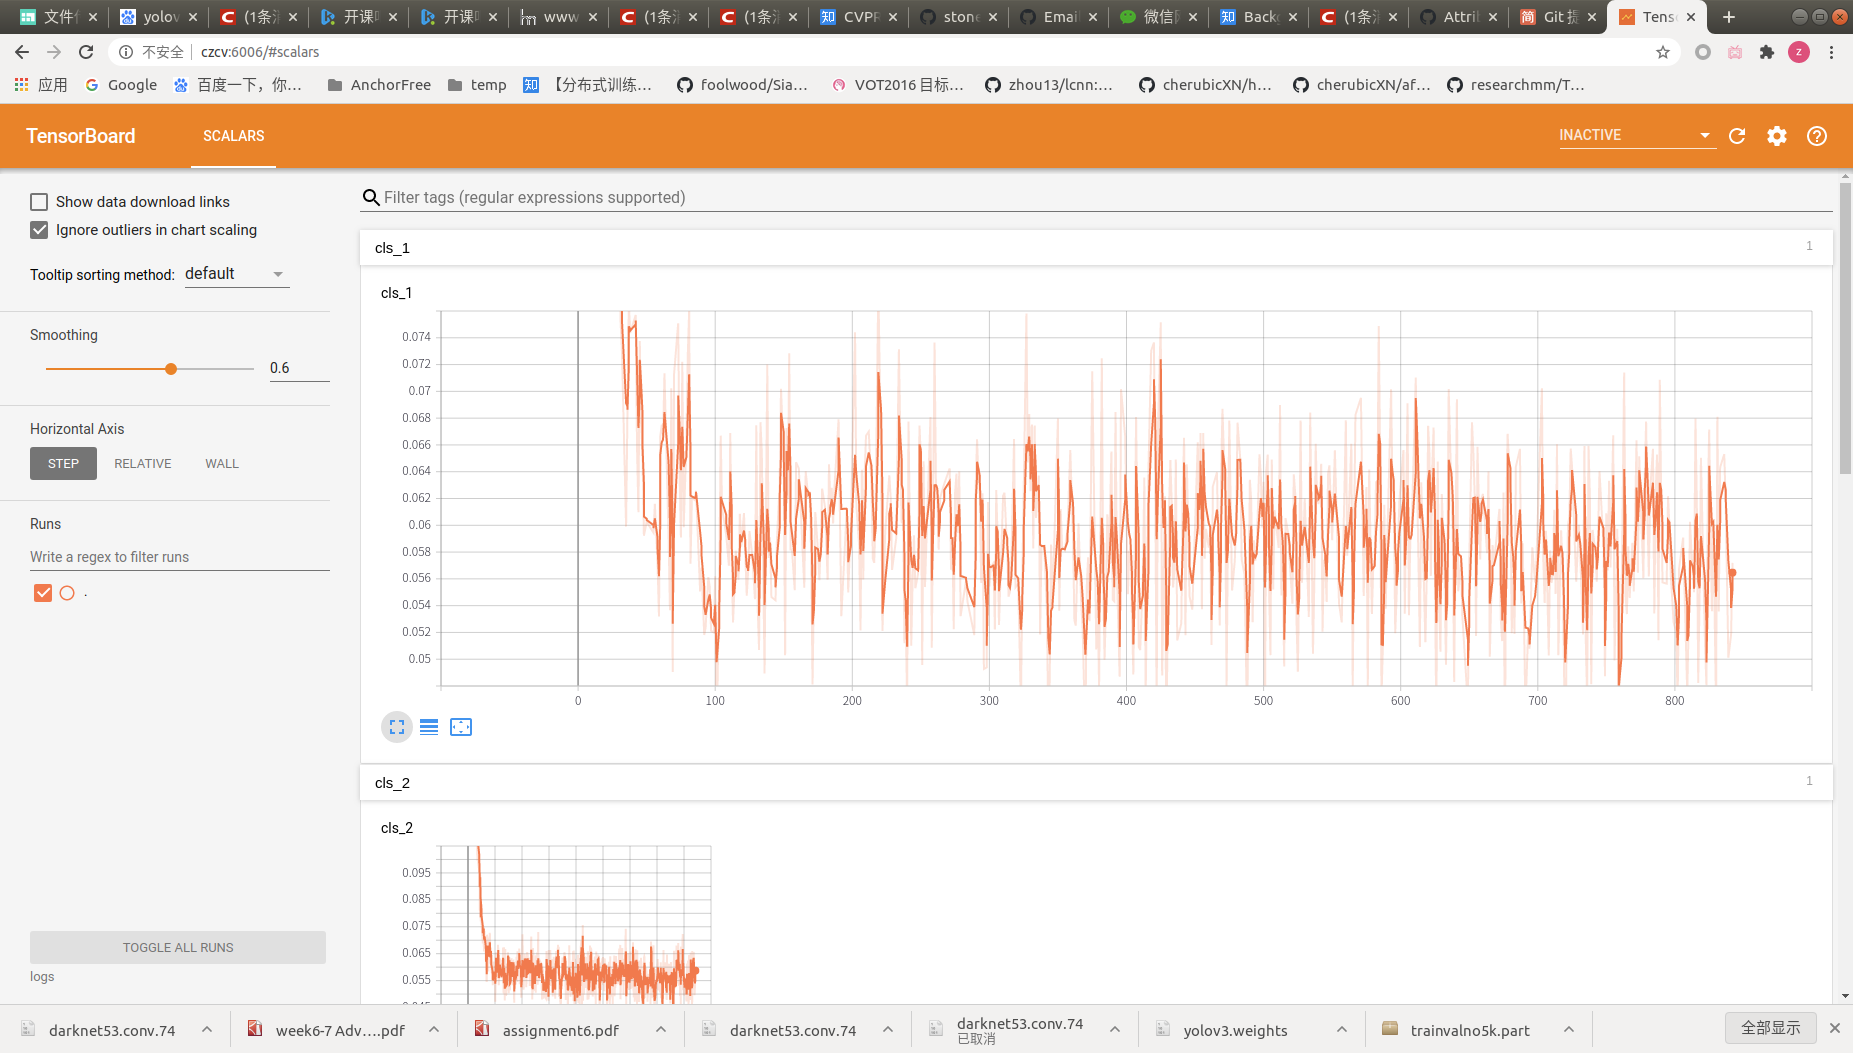 文件 yolov (1条消 开课 开课 www (1条消 (1条消 CVPR stone Emai 微信 Back (1条消 Attri Git 提 Tens
不安全 czcv:6006/#scalars
应用 Google 百度一下，你... AnchorFree temp 【分布式训练... foolwood/Sia... VOT2016 目标... zhou13/lcnn:... cherubicXN/h... cherubicXN/af... researchmm/T...
TensorBoard SCALARS INACTIVE
Show data download links
Ignore outliers in chart scaling
Tooltip sorting method: default
Smoothing
0.6
Horizontal Axis
STEP RELATIVE WALL
Runs
Write a regex to filter runs
.
TOGGLE ALL RUNS
logs
Filter tags (regular expressions supported)
cls_1 1
cls_1
0.074
0.072
0.07
0.068
0.066
0.064
0.062
0.06
0.058
0.056
0.054
0.052
0.05
0 100 200 300 400 500 600 700 800
cls_2 1
cls_2
0.095
0.085
0.075
0.065
0.055
0.045
darknet53.conv.74 week6-7 Adv....pdf assignment6.pdf darknet53.conv.74 darknet53.conv.74 yolov3.weights trainvalno5k.part 全部显示
已取消